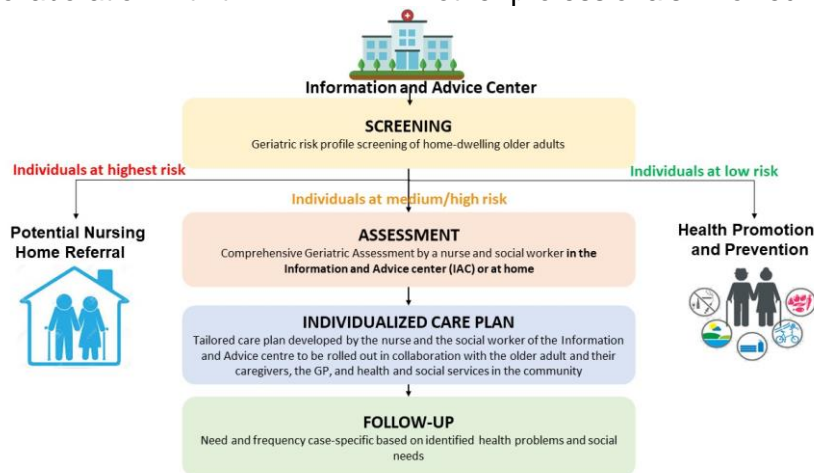 Information and Advice Center
SCREENING
Geriatric risk profile screening of home-dwelling older adults
Individuals at highest risk
Individuals at low risk
Individuals at medium/high risk
Potential Nursing
Home Referral
ASSESSMENT
Comprehensive Geriatric Assessment by a nurse and social worker in the
Information and Advice center (IAC) or at home
Health Promotion
and Prevention
INDIVIDUALIZED CARE PLAN
Tailored care plan developed by the nurse and the social worker of the Information
and Advice centre to be rolled out in collaboration with the older adult and their
caregivers, the GP, and health and social services in the community
FOLLOW-UP
Need and frequency case-specific based on identified health problems and social
needs